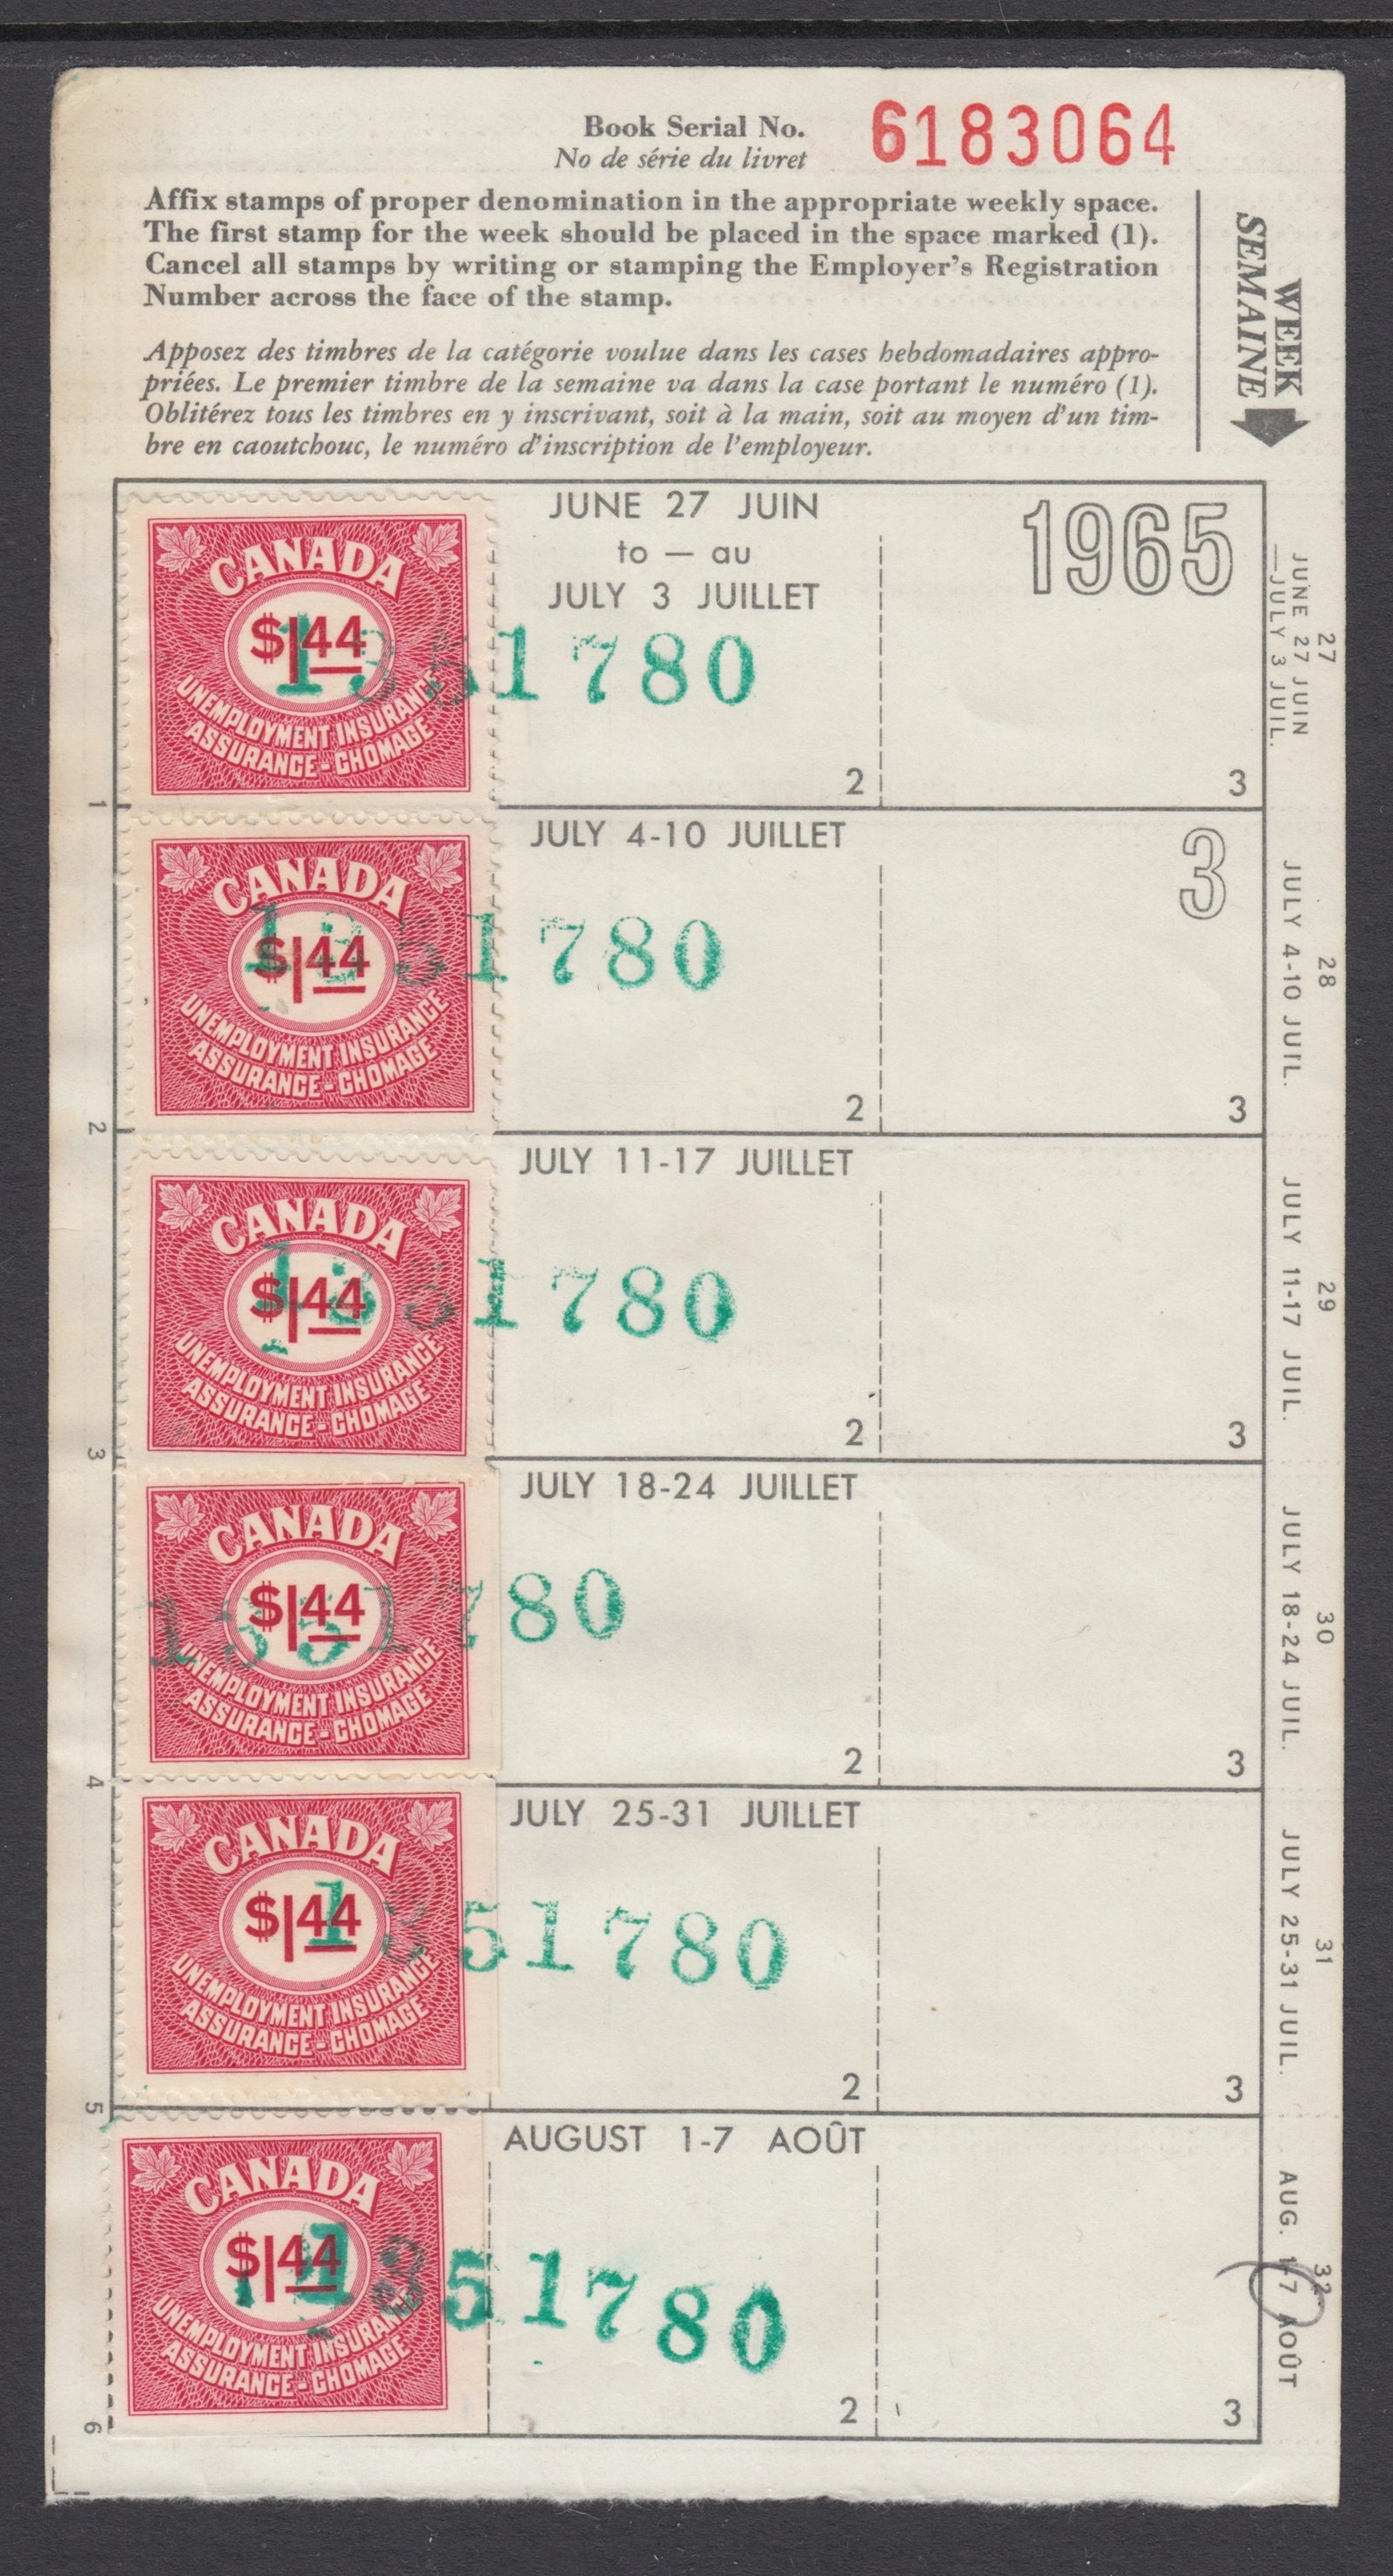 Book Serial No. 6183064
No de série du livret
Affix stamps of proper denomination in the appropriate weekly space.
The first stamp for the week should be placed in the space marked (1).
Cancel all stamps by writing or stamping the Employer's Registration
Number across the face of the stamp.
Apposez des timbres de la catégorie voulue dans les cases hebdomadaires appro-
priées. Le premier timbre de la semaine va dans la case portant le numéro (1).
Oblitérez tous les timbres en y inscrivant, soit à la main, soit au moyen d'un tim-
bre en caoutchouc, le numéro d'inscription de l'employeur.
WEEK
SEMAINE
JUNE 27 JUIN
to — au
JULY 3 JUILLET
1965
CANADA
$1.44
UNEMPLOYMENT INSURANCE
ASSURANCE-CHOMAGE
1351780
1
2
3
27
JUNE 27 JUIN
—JULY 3 JUIL.
JULY 4-10 JUILLET
3
CANADA
$1.44
UNEMPLOYMENT INSURANCE
ASSURANCE-CHOMAGE
1351780
2
2
3
28
JULY 4-10 JUIL.
JULY 11-17 JUILLET
CANADA
$1.44
UNEMPLOYMENT INSURANCE
ASSURANCE-CHOMAGE
1351780
3
2
3
29
JULY 11-17 JUIL.
JULY 18-24 JUILLET
CANADA
$1.44
UNEMPLOYMENT INSURANCE
ASSURANCE-CHOMAGE
1351780
4
2
3
30
JULY 18-24 JUIL.
JULY 25-31 JUILLET
CANADA
$1.44
UNEMPLOYMENT INSURANCE
ASSURANCE-CHOMAGE
1351780
5
2
3
31
JULY 25-31 JUIL.
AUGUST 1-7 AOÛT
CANADA
$1.44
UNEMPLOYMENT INSURANCE
ASSURANCE-CHOMAGE
1351780
6
2
3
32
AUG. 1-7 AOÛT